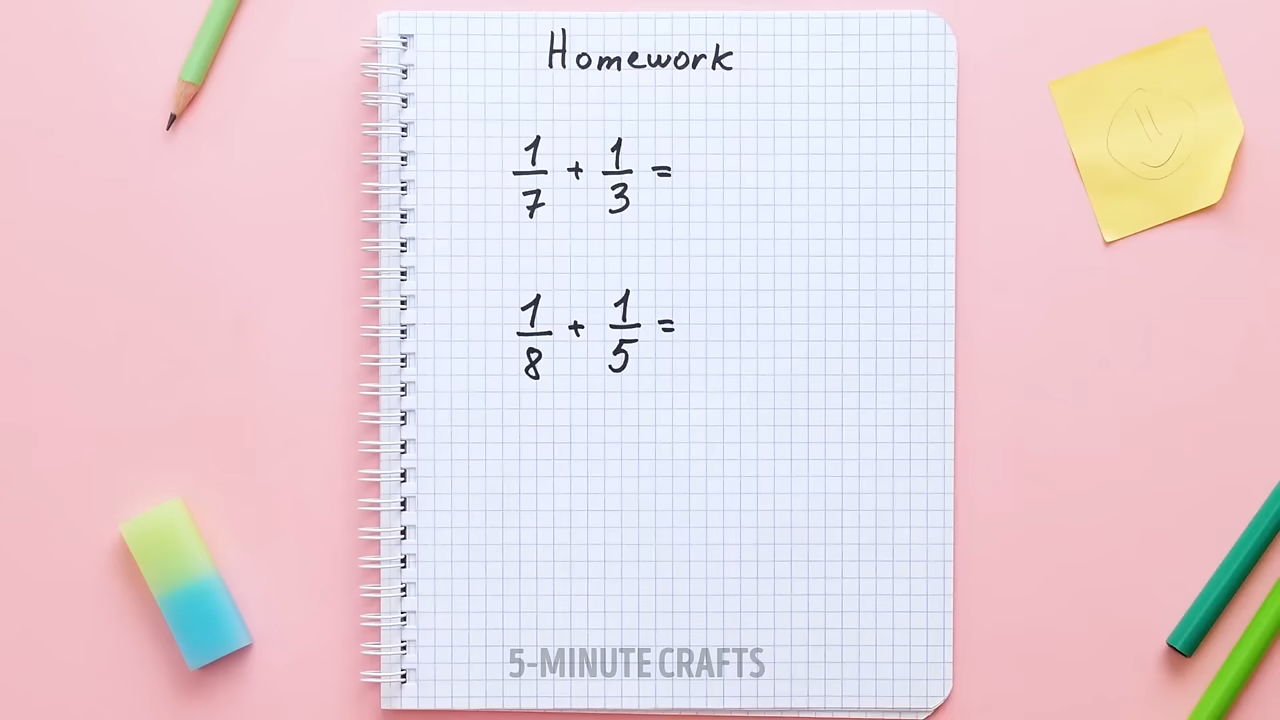 Homework
1/7 + 1/3 =
1/8 + 1/5 =
5-MINUTE CRAFTS